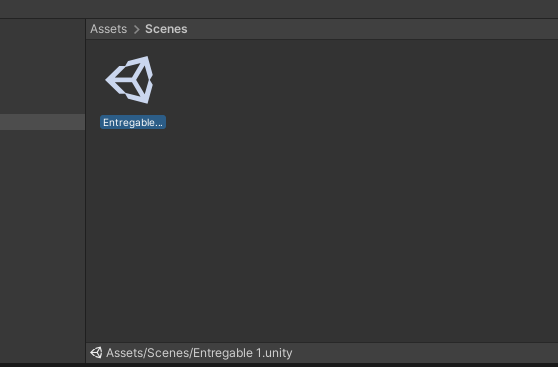 Assets > Scenes
Entregable...
Assets/Scenes/Entregable 1.unity